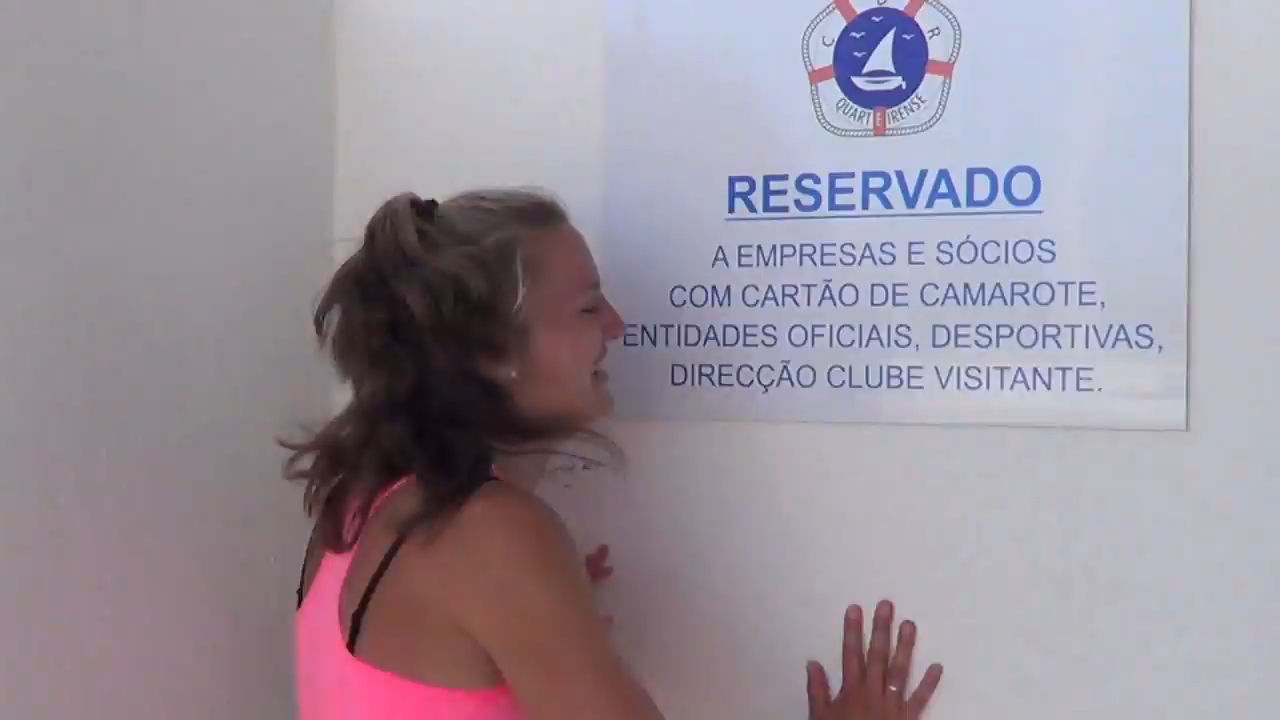 C D R
QUARTEIRENSE
RESERVADO
A EMPRESAS E SÓCIOS
COM CARTÃO DE CAMAROTE,
ENTIDADES OFICIAIS, DESPORTIVAS,
DIRECÇÃO CLUBE VISITANTE.